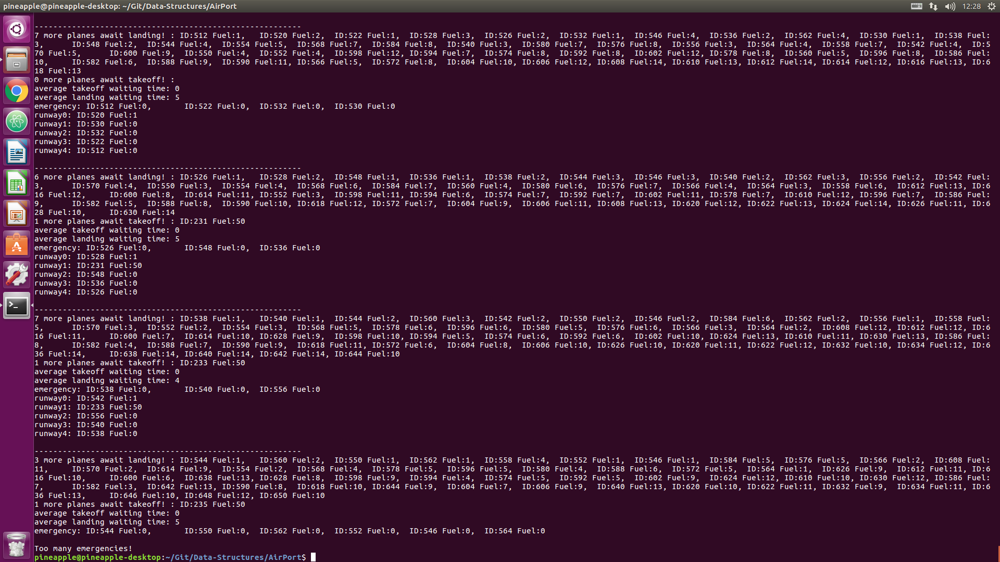 pineapple@pineapple-desktop: ~/Git/Data-Structures/AirPort 12:28
---------------------------------------------------------
7 more planes await landing! : ID:512 Fuel:1, ID:520 Fuel:2, ID:522 Fuel:1, ID:528 Fuel:3, ID:526 Fuel:2, ID:532 Fuel:1, ID:546 Fuel:4, ID:536 Fuel:2, ID:562 Fuel:4, ID:530 Fuel:1, ID:538 Fuel:
3, ID:548 Fuel:2, ID:544 Fuel:4, ID:554 Fuel:5, ID:568 Fuel:7, ID:584 Fuel:8, ID:540 Fuel:3, ID:580 Fuel:7, ID:576 Fuel:8, ID:556 Fuel:3, ID:564 Fuel:4, ID:558 Fuel:7, ID:542 Fuel:4, ID:5
70 Fuel:5, ID:600 Fuel:9, ID:550 Fuel:4, ID:552 Fuel:4, ID:598 Fuel:12, ID:594 Fuel:7, ID:574 Fuel:8, ID:592 Fuel:8, ID:602 Fuel:12, ID:578 Fuel:8, ID:560 Fuel:5, ID:596 Fuel:8, ID:586 Fuel:
10, ID:582 Fuel:6, ID:588 Fuel:9, ID:590 Fuel:11, ID:566 Fuel:5, ID:572 Fuel:8, ID:604 Fuel:10, ID:606 Fuel:12, ID:608 Fuel:14, ID:610 Fuel:13, ID:612 Fuel:14, ID:614 Fuel:12, ID:616 Fuel:13, ID:6
18 Fuel:13
0 more planes await takeoff! :
average takeoff waiting time: 0
average landing waiting time: 5
emergency: ID:512 Fuel:0, ID:522 Fuel:0, ID:532 Fuel:0, ID:530 Fuel:0
runway0: ID:520 Fuel:1
runway1: ID:530 Fuel:0
runway2: ID:532 Fuel:0
runway3: ID:522 Fuel:0
runway4: ID:512 Fuel:0
---------------------------------------------------------
6 more planes await landing! : ID:526 Fuel:1, ID:528 Fuel:2, ID:548 Fuel:1, ID:536 Fuel:1, ID:538 Fuel:2, ID:544 Fuel:3, ID:546 Fuel:3, ID:540 Fuel:2, ID:562 Fuel:3, ID:556 Fuel:2, ID:542 Fuel:
3, ID:570 Fuel:4, ID:550 Fuel:3, ID:554 Fuel:4, ID:568 Fuel:6, ID:584 Fuel:7, ID:560 Fuel:4, ID:580 Fuel:6, ID:576 Fuel:7, ID:566 Fuel:4, ID:564 Fuel:3, ID:558 Fuel:6, ID:612 Fuel:13, ID:6
16 Fuel:12, ID:600 Fuel:8, ID:614 Fuel:11, ID:552 Fuel:3, ID:598 Fuel:11, ID:594 Fuel:6, ID:574 Fuel:7, ID:592 Fuel:7, ID:602 Fuel:11, ID:578 Fuel:7, ID:610 Fuel:12, ID:596 Fuel:7, ID:586 Fuel:
9, ID:582 Fuel:5, ID:588 Fuel:8, ID:590 Fuel:10, ID:618 Fuel:12, ID:572 Fuel:7, ID:604 Fuel:9, ID:606 Fuel:11, ID:608 Fuel:13, ID:620 Fuel:12, ID:622 Fuel:13, ID:624 Fuel:14, ID:626 Fuel:11, ID:6
28 Fuel:10, ID:630 Fuel:14
1 more planes await takeoff! : ID:231 Fuel:50
average takeoff waiting time: 0
average landing waiting time: 5
emergency: ID:526 Fuel:0, ID:548 Fuel:0, ID:536 Fuel:0
runway0: ID:528 Fuel:1
runway1: ID:231 Fuel:50
runway2: ID:548 Fuel:0
runway3: ID:536 Fuel:0
runway4: ID:526 Fuel:0
---------------------------------------------------------
7 more planes await landing! : ID:538 Fuel:1, ID:540 Fuel:1, ID:544 Fuel:2, ID:560 Fuel:3, ID:542 Fuel:2, ID:550 Fuel:2, ID:546 Fuel:2, ID:584 Fuel:6, ID:562 Fuel:2, ID:556 Fuel:1, ID:558 Fuel:
5, ID:570 Fuel:3, ID:552 Fuel:2, ID:554 Fuel:3, ID:568 Fuel:5, ID:578 Fuel:6, ID:596 Fuel:6, ID:580 Fuel:5, ID:576 Fuel:6, ID:566 Fuel:3, ID:564 Fuel:2, ID:608 Fuel:12, ID:612 Fuel:12, ID:6
16 Fuel:11, ID:600 Fuel:7, ID:614 Fuel:10, ID:628 Fuel:9, ID:598 Fuel:10, ID:594 Fuel:5, ID:574 Fuel:6, ID:592 Fuel:6, ID:602 Fuel:10, ID:624 Fuel:13, ID:610 Fuel:11, ID:630 Fuel:13, ID:586 Fuel:
8, ID:582 Fuel:4, ID:588 Fuel:7, ID:590 Fuel:9, ID:618 Fuel:11, ID:572 Fuel:6, ID:604 Fuel:8, ID:606 Fuel:10, ID:626 Fuel:10, ID:620 Fuel:11, ID:622 Fuel:12, ID:632 Fuel:10, ID:634 Fuel:12, ID:6
36 Fuel:14, ID:638 Fuel:14, ID:640 Fuel:14, ID:642 Fuel:14, ID:644 Fuel:10
1 more planes await takeoff! : ID:233 Fuel:50
average takeoff waiting time: 0
average landing waiting time: 4
emergency: ID:538 Fuel:0, ID:540 Fuel:0, ID:556 Fuel:0
runway0: ID:542 Fuel:1
runway1: ID:233 Fuel:50
runway2: ID:556 Fuel:0
runway3: ID:540 Fuel:0
runway4: ID:538 Fuel:0
---------------------------------------------------------
3 more planes await landing! : ID:544 Fuel:1, ID:560 Fuel:2, ID:550 Fuel:1, ID:562 Fuel:1, ID:558 Fuel:4, ID:552 Fuel:1, ID:546 Fuel:1, ID:584 Fuel:5, ID:576 Fuel:5, ID:566 Fuel:2, ID:608 Fuel:
11, ID:570 Fuel:2, ID:614 Fuel:9, ID:554 Fuel:2, ID:568 Fuel:4, ID:578 Fuel:5, ID:596 Fuel:5, ID:580 Fuel:4, ID:588 Fuel:6, ID:572 Fuel:5, ID:564 Fuel:1, ID:626 Fuel:9, ID:612 Fuel:11, ID:6
16 Fuel:10, ID:600 Fuel:6, ID:638 Fuel:13, ID:628 Fuel:8, ID:598 Fuel:9, ID:594 Fuel:4, ID:574 Fuel:5, ID:592 Fuel:5, ID:602 Fuel:9, ID:624 Fuel:12, ID:610 Fuel:10, ID:630 Fuel:12, ID:586 Fuel:
7, ID:582 Fuel:3, ID:642 Fuel:13, ID:590 Fuel:8, ID:618 Fuel:10, ID:644 Fuel:9, ID:604 Fuel:7, ID:606 Fuel:9, ID:640 Fuel:13, ID:620 Fuel:10, ID:622 Fuel:11, ID:632 Fuel:9, ID:634 Fuel:11, ID:6
36 Fuel:13, ID:646 Fuel:10, ID:648 Fuel:12, ID:650 Fuel:10
1 more planes await takeoff! : ID:235 Fuel:50
average takeoff waiting time: 0
average landing waiting time: 5
emergency: ID:544 Fuel:0, ID:550 Fuel:0, ID:562 Fuel:0, ID:552 Fuel:0, ID:546 Fuel:0, ID:564 Fuel:0
Too many emergencies!
pineapple@pineapple-desktop:~/Git/Data-Structures/AirPort$